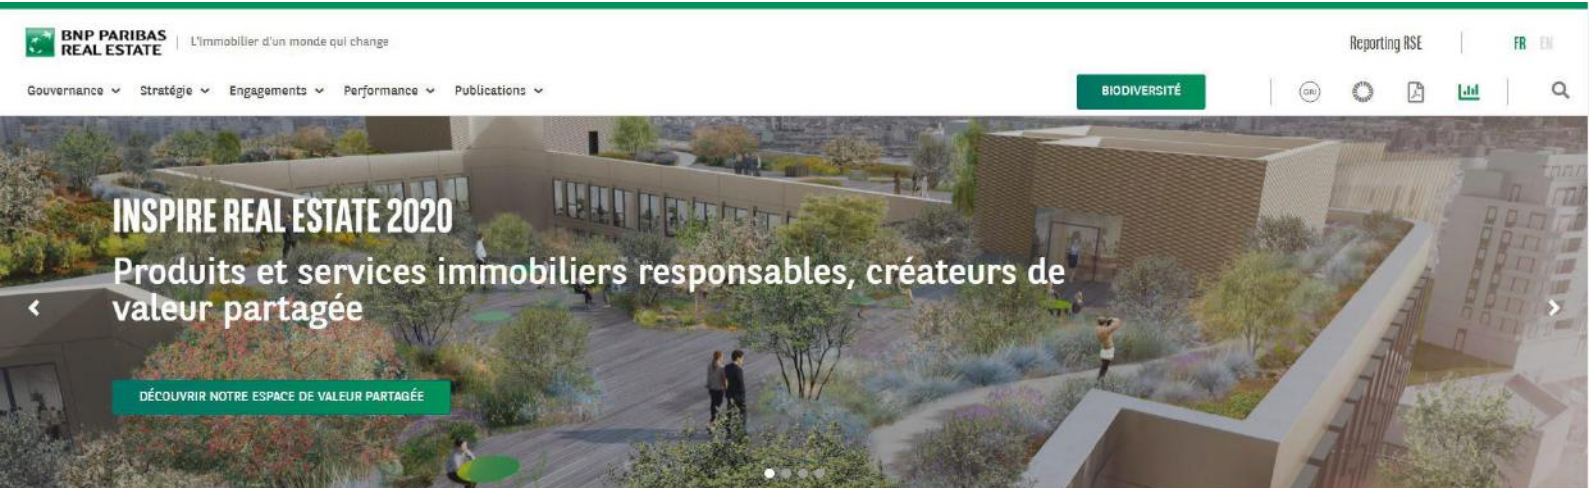 BNP PARIBAS
REAL ESTATE
L'immobilier d'un monde qui change
Reporting RSE
FR EN
Gouvernance Stratégie Engagements Performance Publications
BIODIVERSITÉ
GRI
INSPIRE REAL ESTATE 2020
Produits et services immobiliers responsables, créateurs de
valeur partagée
DÉCOUVRIR NOTRE ESPACE DE VALEUR PARTAGÉE